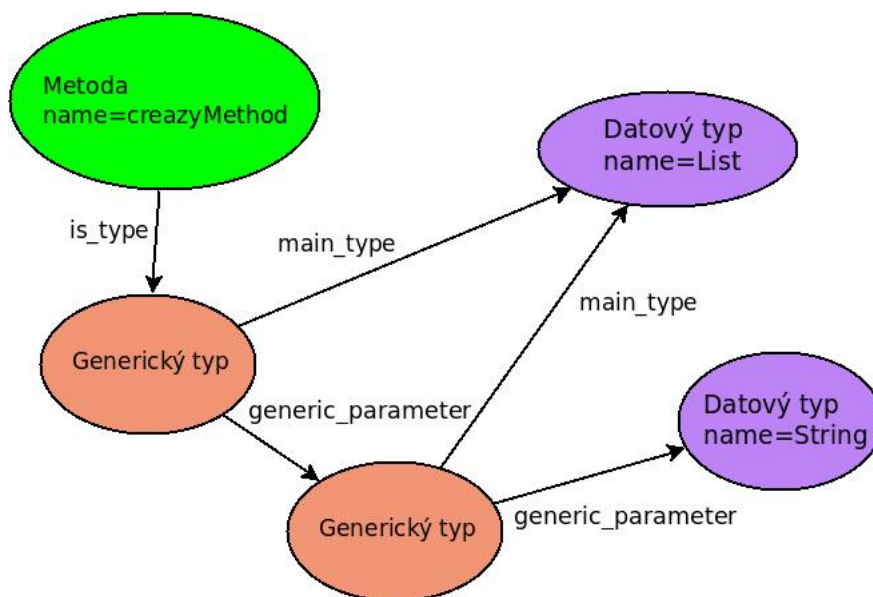 Metoda
name=creazyMethod
Datový typ
name=List
is_type
main_type
main_type
Generický typ
generic_parameter
Datový typ
name=String
Generický typ
generic_parameter